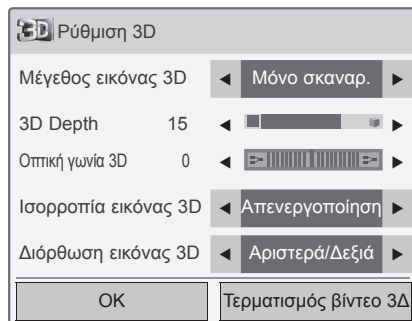 3D Ρύθμιση 3D
Μέγεθος εικόνας 3D ◄ Μόνο σκαναρ. ►
3D Depth 15 ◄ ►
Οπτική γωνία 3D 0 ◄ ►
Ισορροπία εικόνας 3D ◄ Απενεργοποίηση ►
Διόρθωση εικόνας 3D ◄ Αριστερά/Δεξιά ►
OK Τερματισμός βίντεο 3Δ